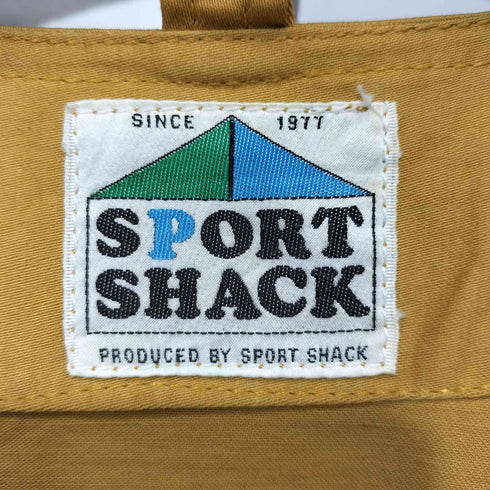 SINCE 1977
SPORT
SHACK
PRODUCED BY SPORT SHACK